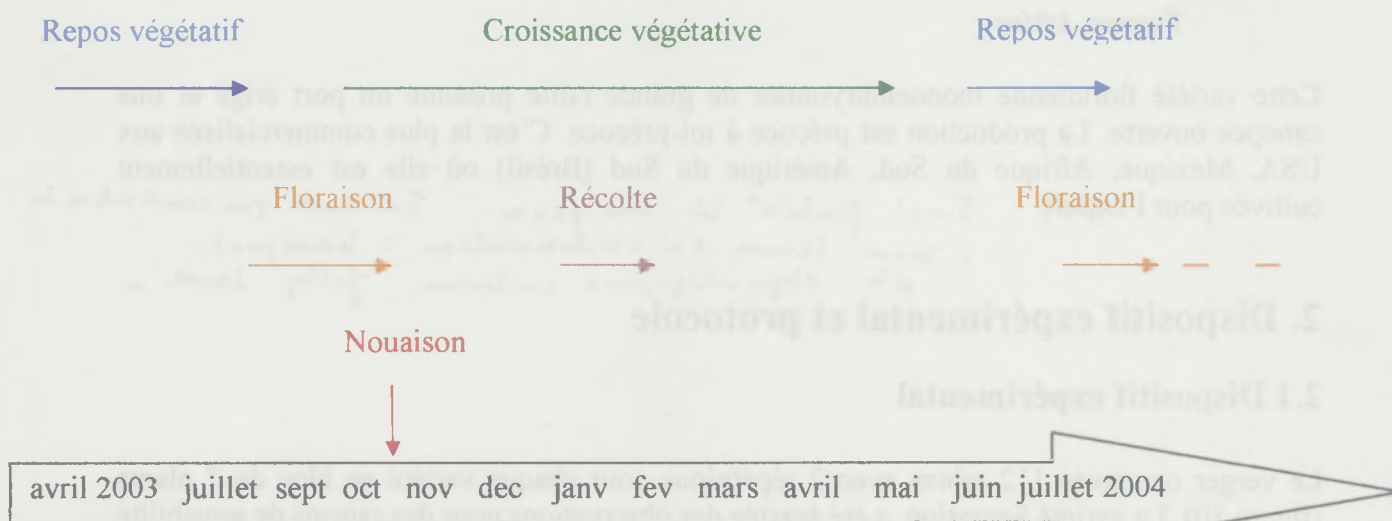 Repos végétatif Croissance végétative Repos végétatif
Floraison Récolte Floraison
Nouaison
avril 2003 juillet sept oct nov dec janv fev mars avril mai juin juillet 2004